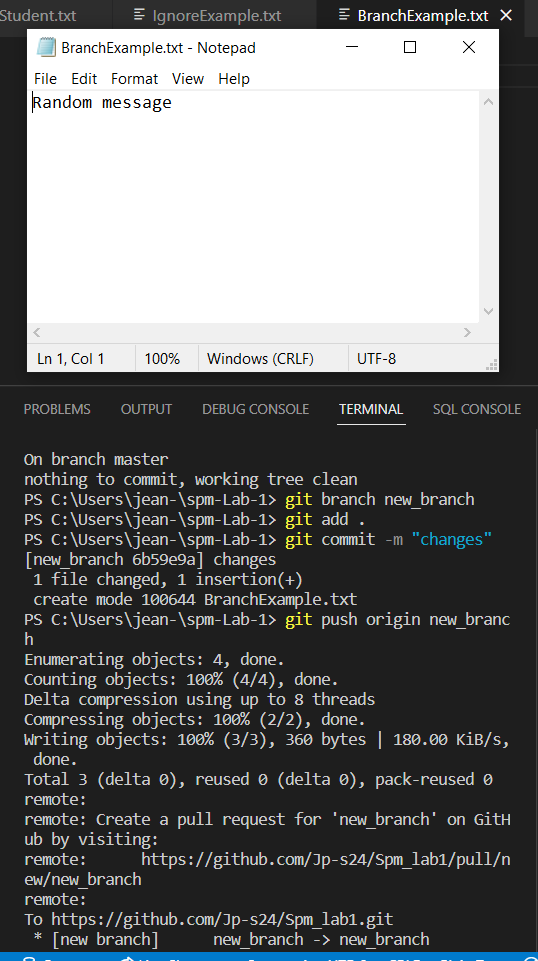 Student.txt IgnoreExample.txt BranchExample.txt
BranchExample.txt - Notepad
File Edit Format View Help
Random message
Ln 1, Col 1 100% Windows (CRLF) UTF-8
PROBLEMS OUTPUT DEBUG CONSOLE TERMINAL SQL CONSOLE
On branch master
nothing to commit, working tree clean
PS C:\Users\jean-\spm-Lab-1> git branch new_branch
PS C:\Users\jean-\spm-Lab-1> git add .
PS C:\Users\jean-\spm-Lab-1> git commit -m "changes"
[new_branch 6b59e9a] changes
1 file changed, 1 insertion(+)
create mode 100644 BranchExample.txt
PS C:\Users\jean-\spm-Lab-1> git push origin new_branc
h
Enumerating objects: 4, done.
Counting objects: 100% (4/4), done.
Delta compression using up to 8 threads
Compressing objects: 100% (2/2), done.
Writing objects: 100% (3/3), 360 bytes | 180.00 KiB/s,
done.
Total 3 (delta 0), reused 0 (delta 0), pack-reused 0
remote:
remote: Create a pull request for 'new_branch' on GitH
ub by visiting:
remote: https://github.com/Jp-s24/Spm_lab1/pull/n
ew/new_branch
remote:
To https://github.com/Jp-s24/Spm_lab1.git
* [new branch] new_branch -> new_branch